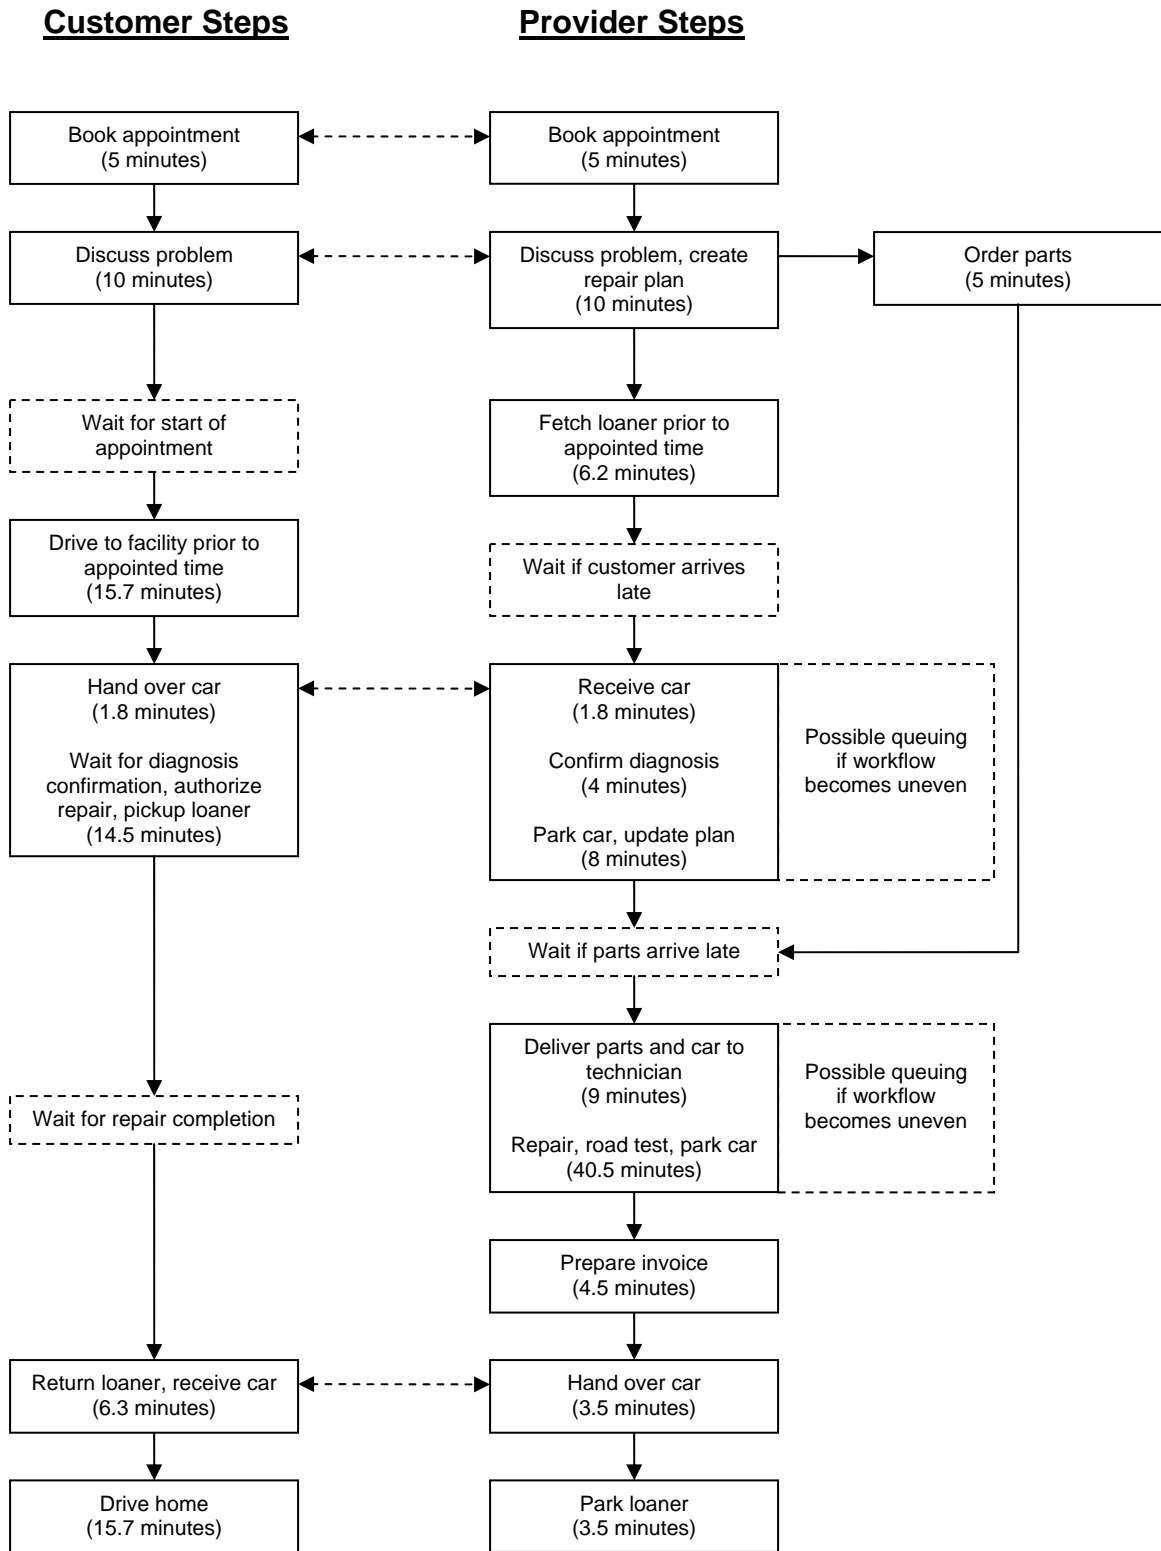 Customer Steps
Provider Steps
Book appointment
(5 minutes)
Book appointment
(5 minutes)
Discuss problem
(10 minutes)
Discuss problem, create
repair plan
(10 minutes)
Order parts
(5 minutes)
Wait for start of
appointment
Fetch loaner prior to
appointed time
(6.2 minutes)
Drive to facility prior to
appointed time
(15.7 minutes)
Wait if customer arrives
late
Hand over car
(1.8 minutes)
Wait for diagnosis
confirmation, authorize
repair, pickup loaner
(14.5 minutes)
Receive car
(1.8 minutes)
Confirm diagnosis
(4 minutes)
Park car, update plan
(8 minutes)
Possible queuing
if workflow
becomes uneven
Wait if parts arrive late
Deliver parts and car to
technician
(9 minutes)
Repair, road test, park car
(40.5 minutes)
Possible queuing
if workflow
becomes uneven
Wait for repair completion
Prepare invoice
(4.5 minutes)
Return loaner, receive car
(6.3 minutes)
Hand over car
(3.5 minutes)
Drive home
(15.7 minutes)
Park loaner
(3.5 minutes)